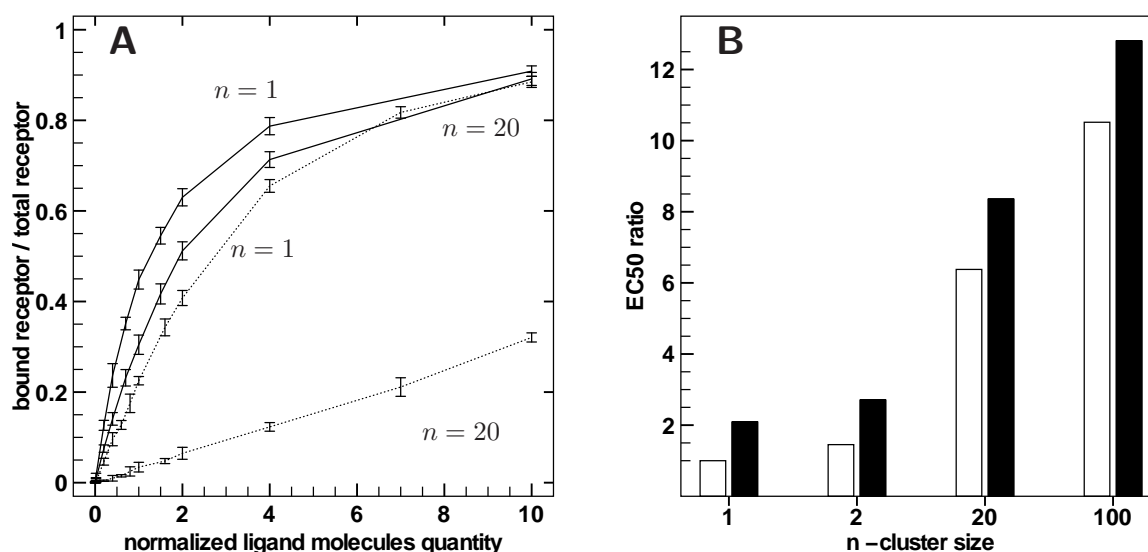 A
1
0.8
0.6
0.4
0.2
0
bound receptor / total receptor
n = 1
n = 20
n = 1
n = 20
0 2 4 6 8 10
normalized ligand molecules quantity
B
12
10
8
6
4
2
EC50 ratio
1 2 20 100
n −cluster size